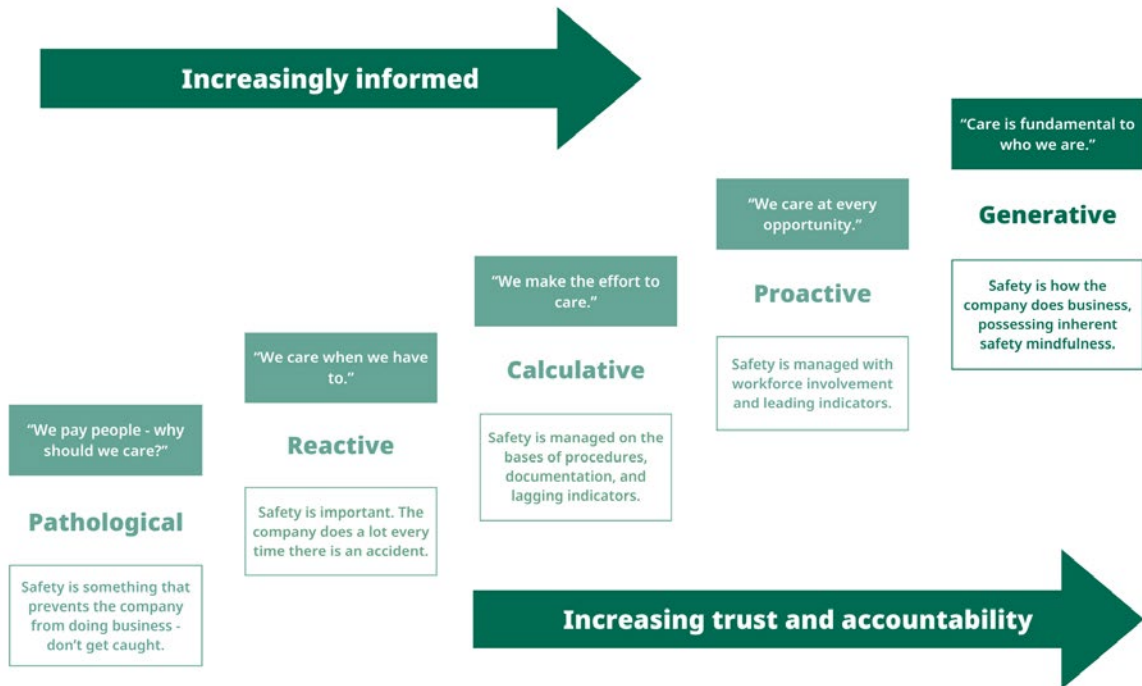 Increasingly informed
"We pay people - why
should we care?"
Pathological
Safety is something that
prevents the company
from doing business -
don't get caught.
"We care when we have
to."
Reactive
Safety is important. The
company does a lot every
time there is an accident.
"We make the effort to
care."
Calculative
Safety is managed on the
bases of procedures,
documentation, and
lagging indicators.
"We care at every
opportunity."
Proactive
Safety is managed with
workforce involvement
and leading indicators.
"Care is fundamental to
who we are."
Generative
Safety is how the
company does business,
possessing inherent
safety mindfulness.
Increasing trust and accountability